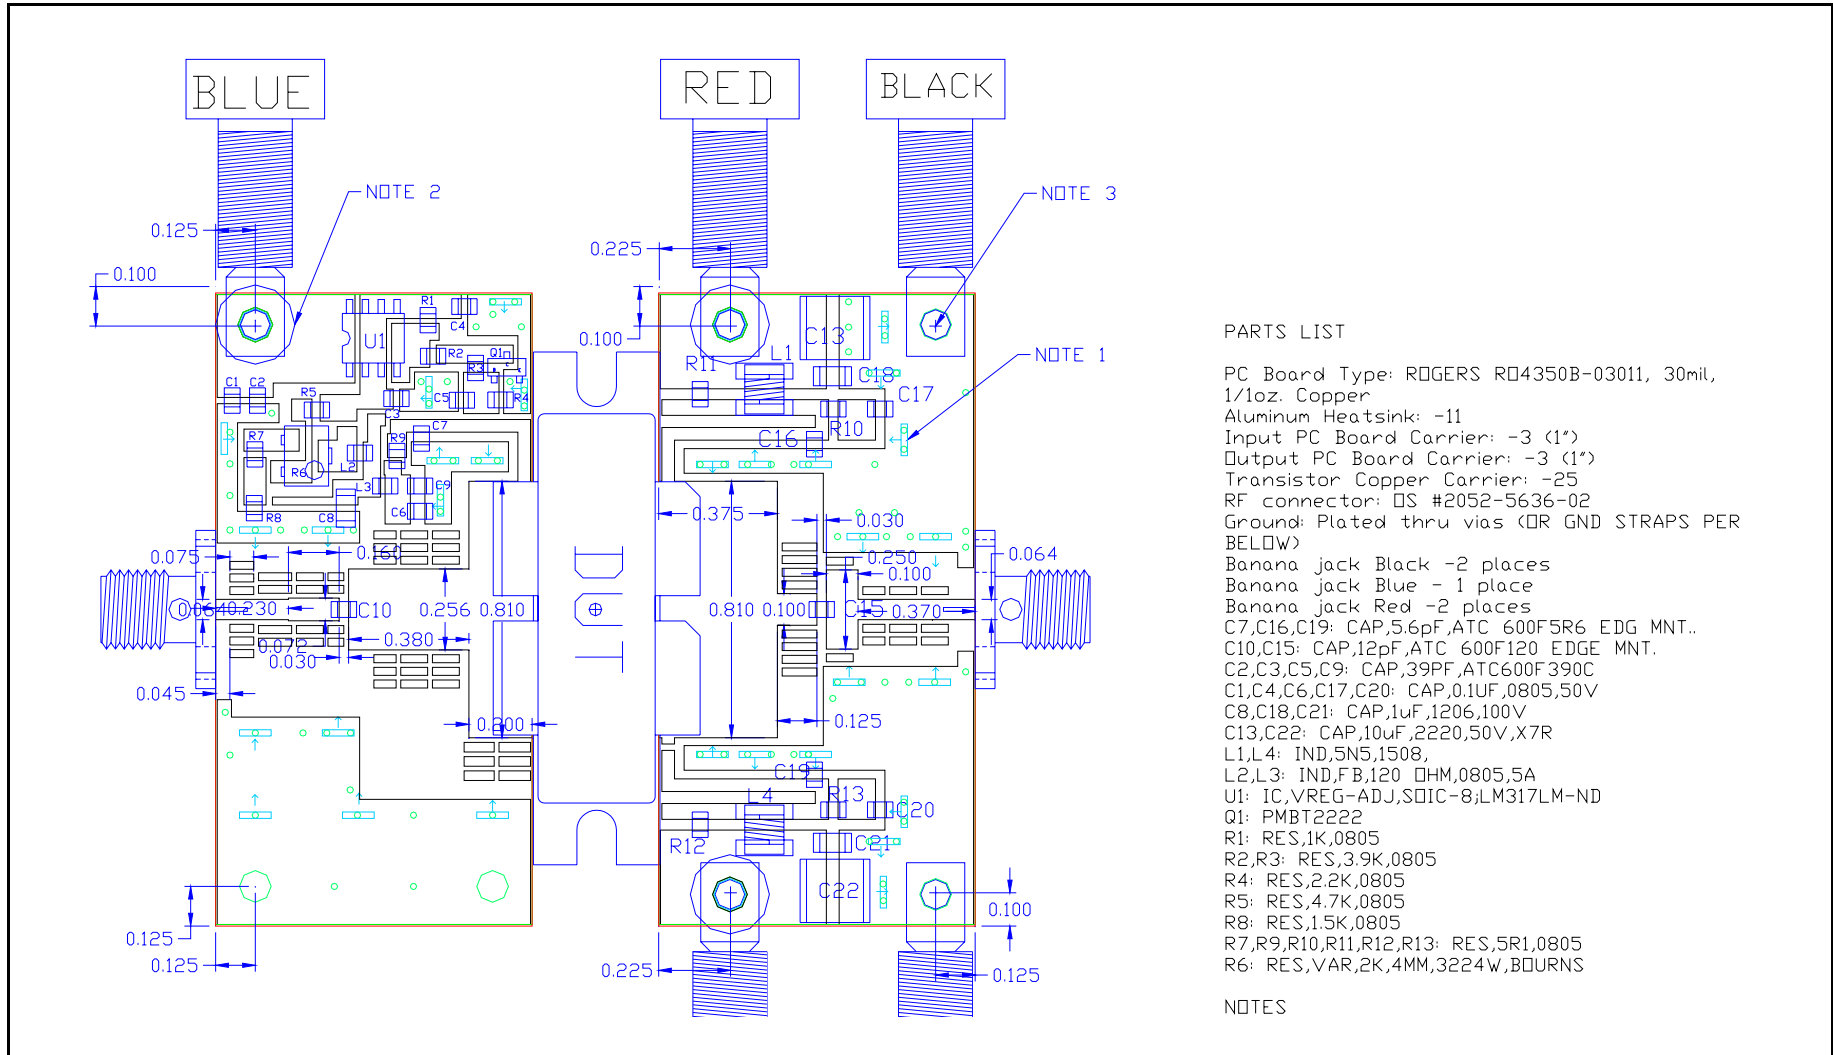 BLUE
RED
BLACK
NOTE 2
NOTE 3
0.125
0.225
0.100
0.100
NOTE 1
R1
C4
U1
R2
Q1
R3
C1
C2
R5
C3
C5
R4
R7
R9
C7
R6
L2
L3
C9
R8
C8
C6
C13
L1
R11
C18
C17
C16
R10
0.375
0.030
0.250
0.100
0.064
0.075
0.160
0.064
0.230
C10
0.256
0.810
0.810
0.100
C15
0.370
0.380
0.072
0.030
0.045
0.200
0.125
C19
L4
R13
C20
R12
C21
C22
0.100
0.125
0.125
0.225
0.125
TUD
PARTS LIST
PC Board Type: ROGERS RO4350B-03011, 30mil,
1/1oz. Copper
Aluminum Heatsink: -11
Input PC Board Carrier: -3 (1")
Output PC Board Carrier: -3 (1")
Transistor Copper Carrier: -25
RF connector: OS #2052-5636-02
Ground: Plated thru vias (OR GND STRAPS PER
BELOW)
Banana jack Black -2 places
Banana jack Blue - 1 place
Banana jack Red -2 places
C7,C16,C19: CAP,5.6pF,ATC 600F5R6 EDG MNT..
C10,C15: CAP,12pF,ATC 600F120 EDGE MNT.
C2,C3,C5,C9: CAP,39PF,ATC600F390C
C1,C4,C6,C17,C20: CAP,0.1UF,0805,50V
C8,C18,C21: CAP,1uF,1206,100V
C13,C22: CAP,10uF,2220,50V,X7R
L1,L4: IND,5N5,1508,
L2,L3: IND,FB,120 OHM,0805,5A
U1: IC,VREG-ADJ,SOIC-8;LM317LM-ND
Q1: PMBT2222
R1: RES,1K,0805
R2,R3: RES,3.9K,0805
R4: RES,2.2K,0805
R5: RES,4.7K,0805
R8: RES,1.5K,0805
R7,R9,R10,R11,R12,R13: RES,5R1,0805
R6: RES,VAR,2K,4MM,3224W,BOURNS
NOTES